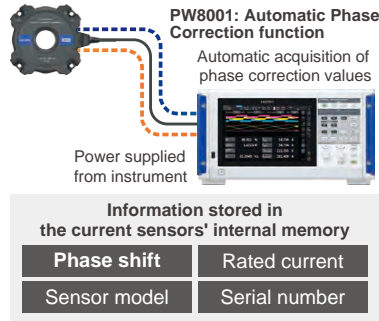 PW8001: Automatic Phase
Correction function
Automatic acquisition of
phase correction values
Power supplied
from instrument
Information stored in
the current sensors' internal memory
Phase shift
Rated current
Sensor model
Serial number